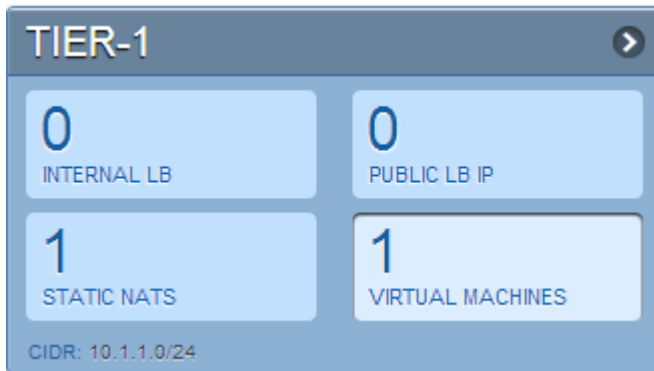 TIER-1
0
INTERNAL LB
0
PUBLIC LB IP
1
STATIC NATS
1
VIRTUAL MACHINES
CIDR: 10.1.1.0/24